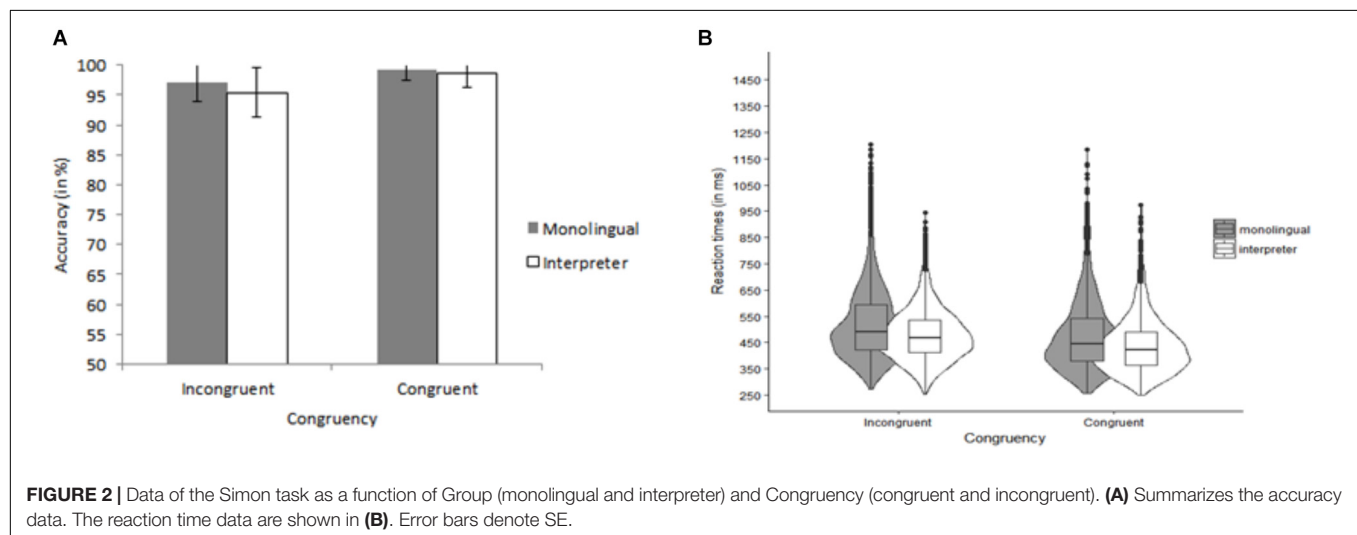 A
100
95
90
85
80
75
70
65
60
55
50
Accuracy (in %)
Incongruent
Congruent
Congruency
Monolingual
Interpreter
B
1450
1350
1250
1150
1050
950
850
750
650
550
450
350
250
Reaction times (in ms)
Incongruent
Congruent
Congruency
monolingual
interpreter
FIGURE 2 | Data of the Simon task as a function of Group (monolingual and interpreter) and Congruency (congruent and incongruent). (A) Summarizes the accuracy
data. The reaction time data are shown in (B). Error bars denote SE.